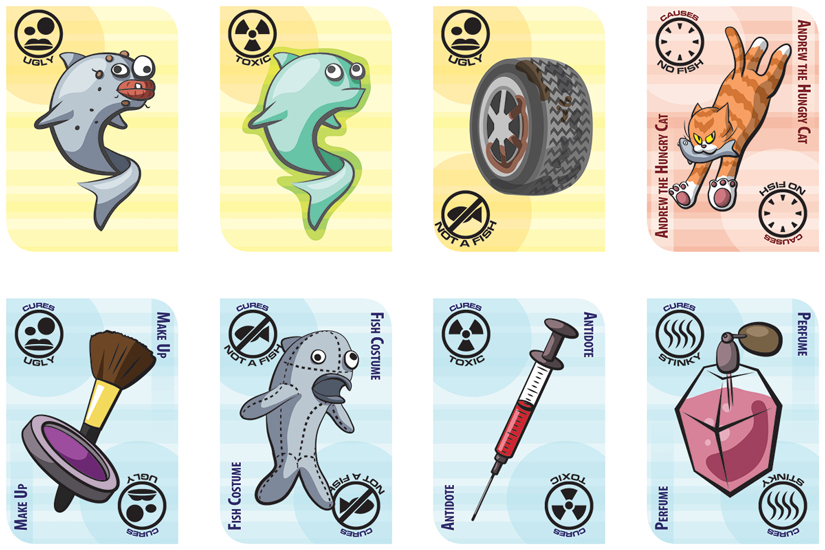 UGLY
TOXIC
UGLY
NOT A FISH
CAUSES
NO FISH
ANDREW THE HUNGRY CAT
ANDREW THE HUNGRY CAT
NO FISH
CAUSES
CURES
UGLY
MAKE UP
MAKE UP
UGLY
CURES
CURES
NOT A FISH
FISH COSTUME
FISH COSTUME
NOT A FISH
CURES
CURES
TOXIC
ANTIDOTE
ANTIDOTE
TOXIC
CURES
CURES
STINKY
PERFUME
PERFUME
STINKY
CURES